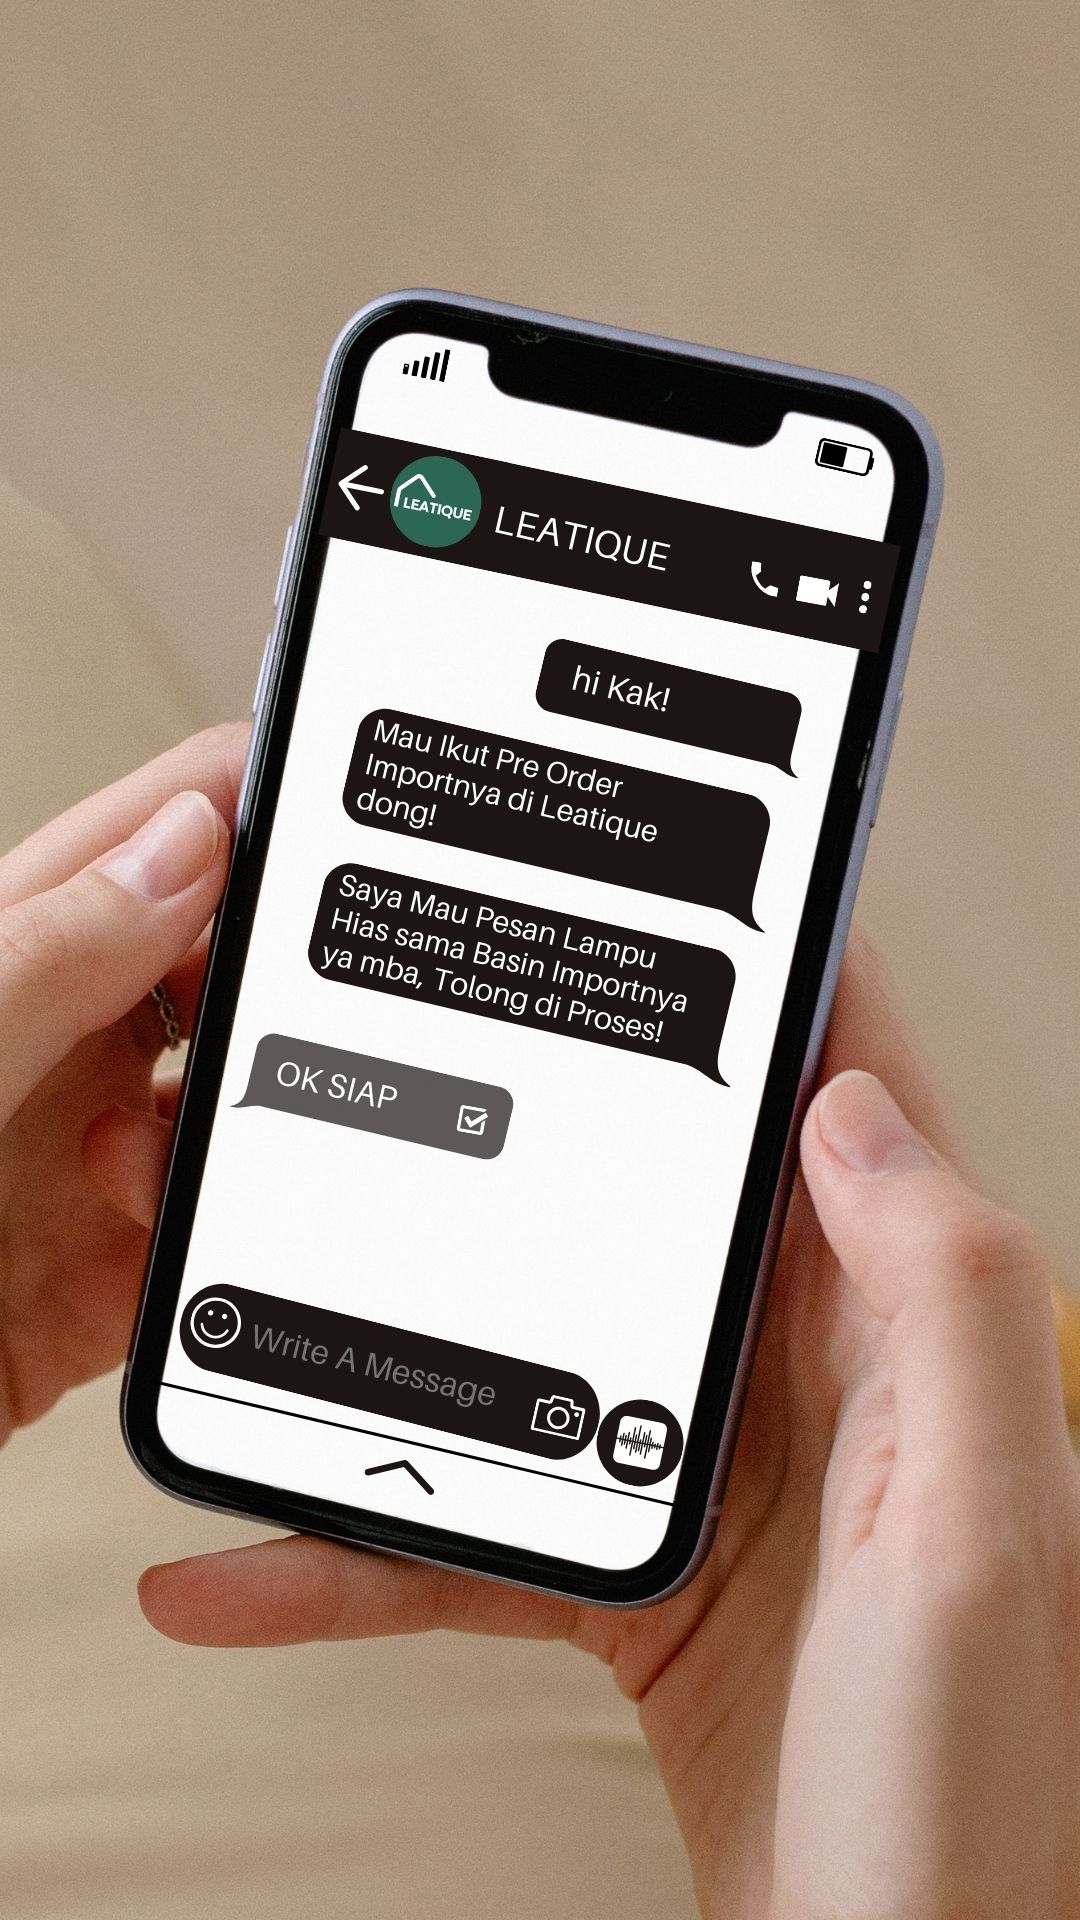 LEATIQUE
LEATIQUE
hi Kak!
Mau Ikut Pre Order
Importnya di Leatique
dong!
Saya Mau Pesan Lampu
Hias sama Basin Importnya
ya mba, Tolong di Proses!
OK SIAP
Write A Message